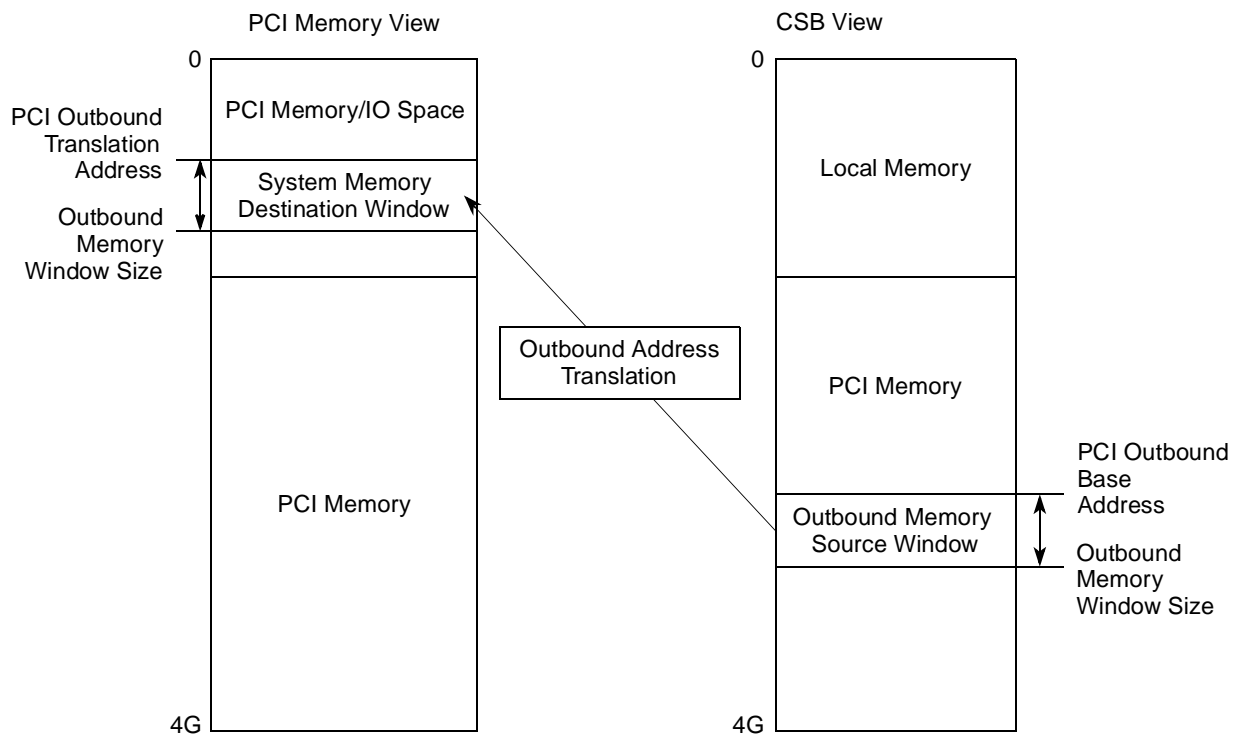 PCI Memory View
0
PCI Memory/IO Space
PCI Outbound
Translation
Address
System Memory
Destination Window
Outbound
Memory
Window Size
PCI Memory
4G
Outbound Address
Translation
CSB View
0
Local Memory
PCI Memory
PCI Outbound
Base
Address
Outbound Memory
Source Window
Outbound
Memory
Window Size
4G